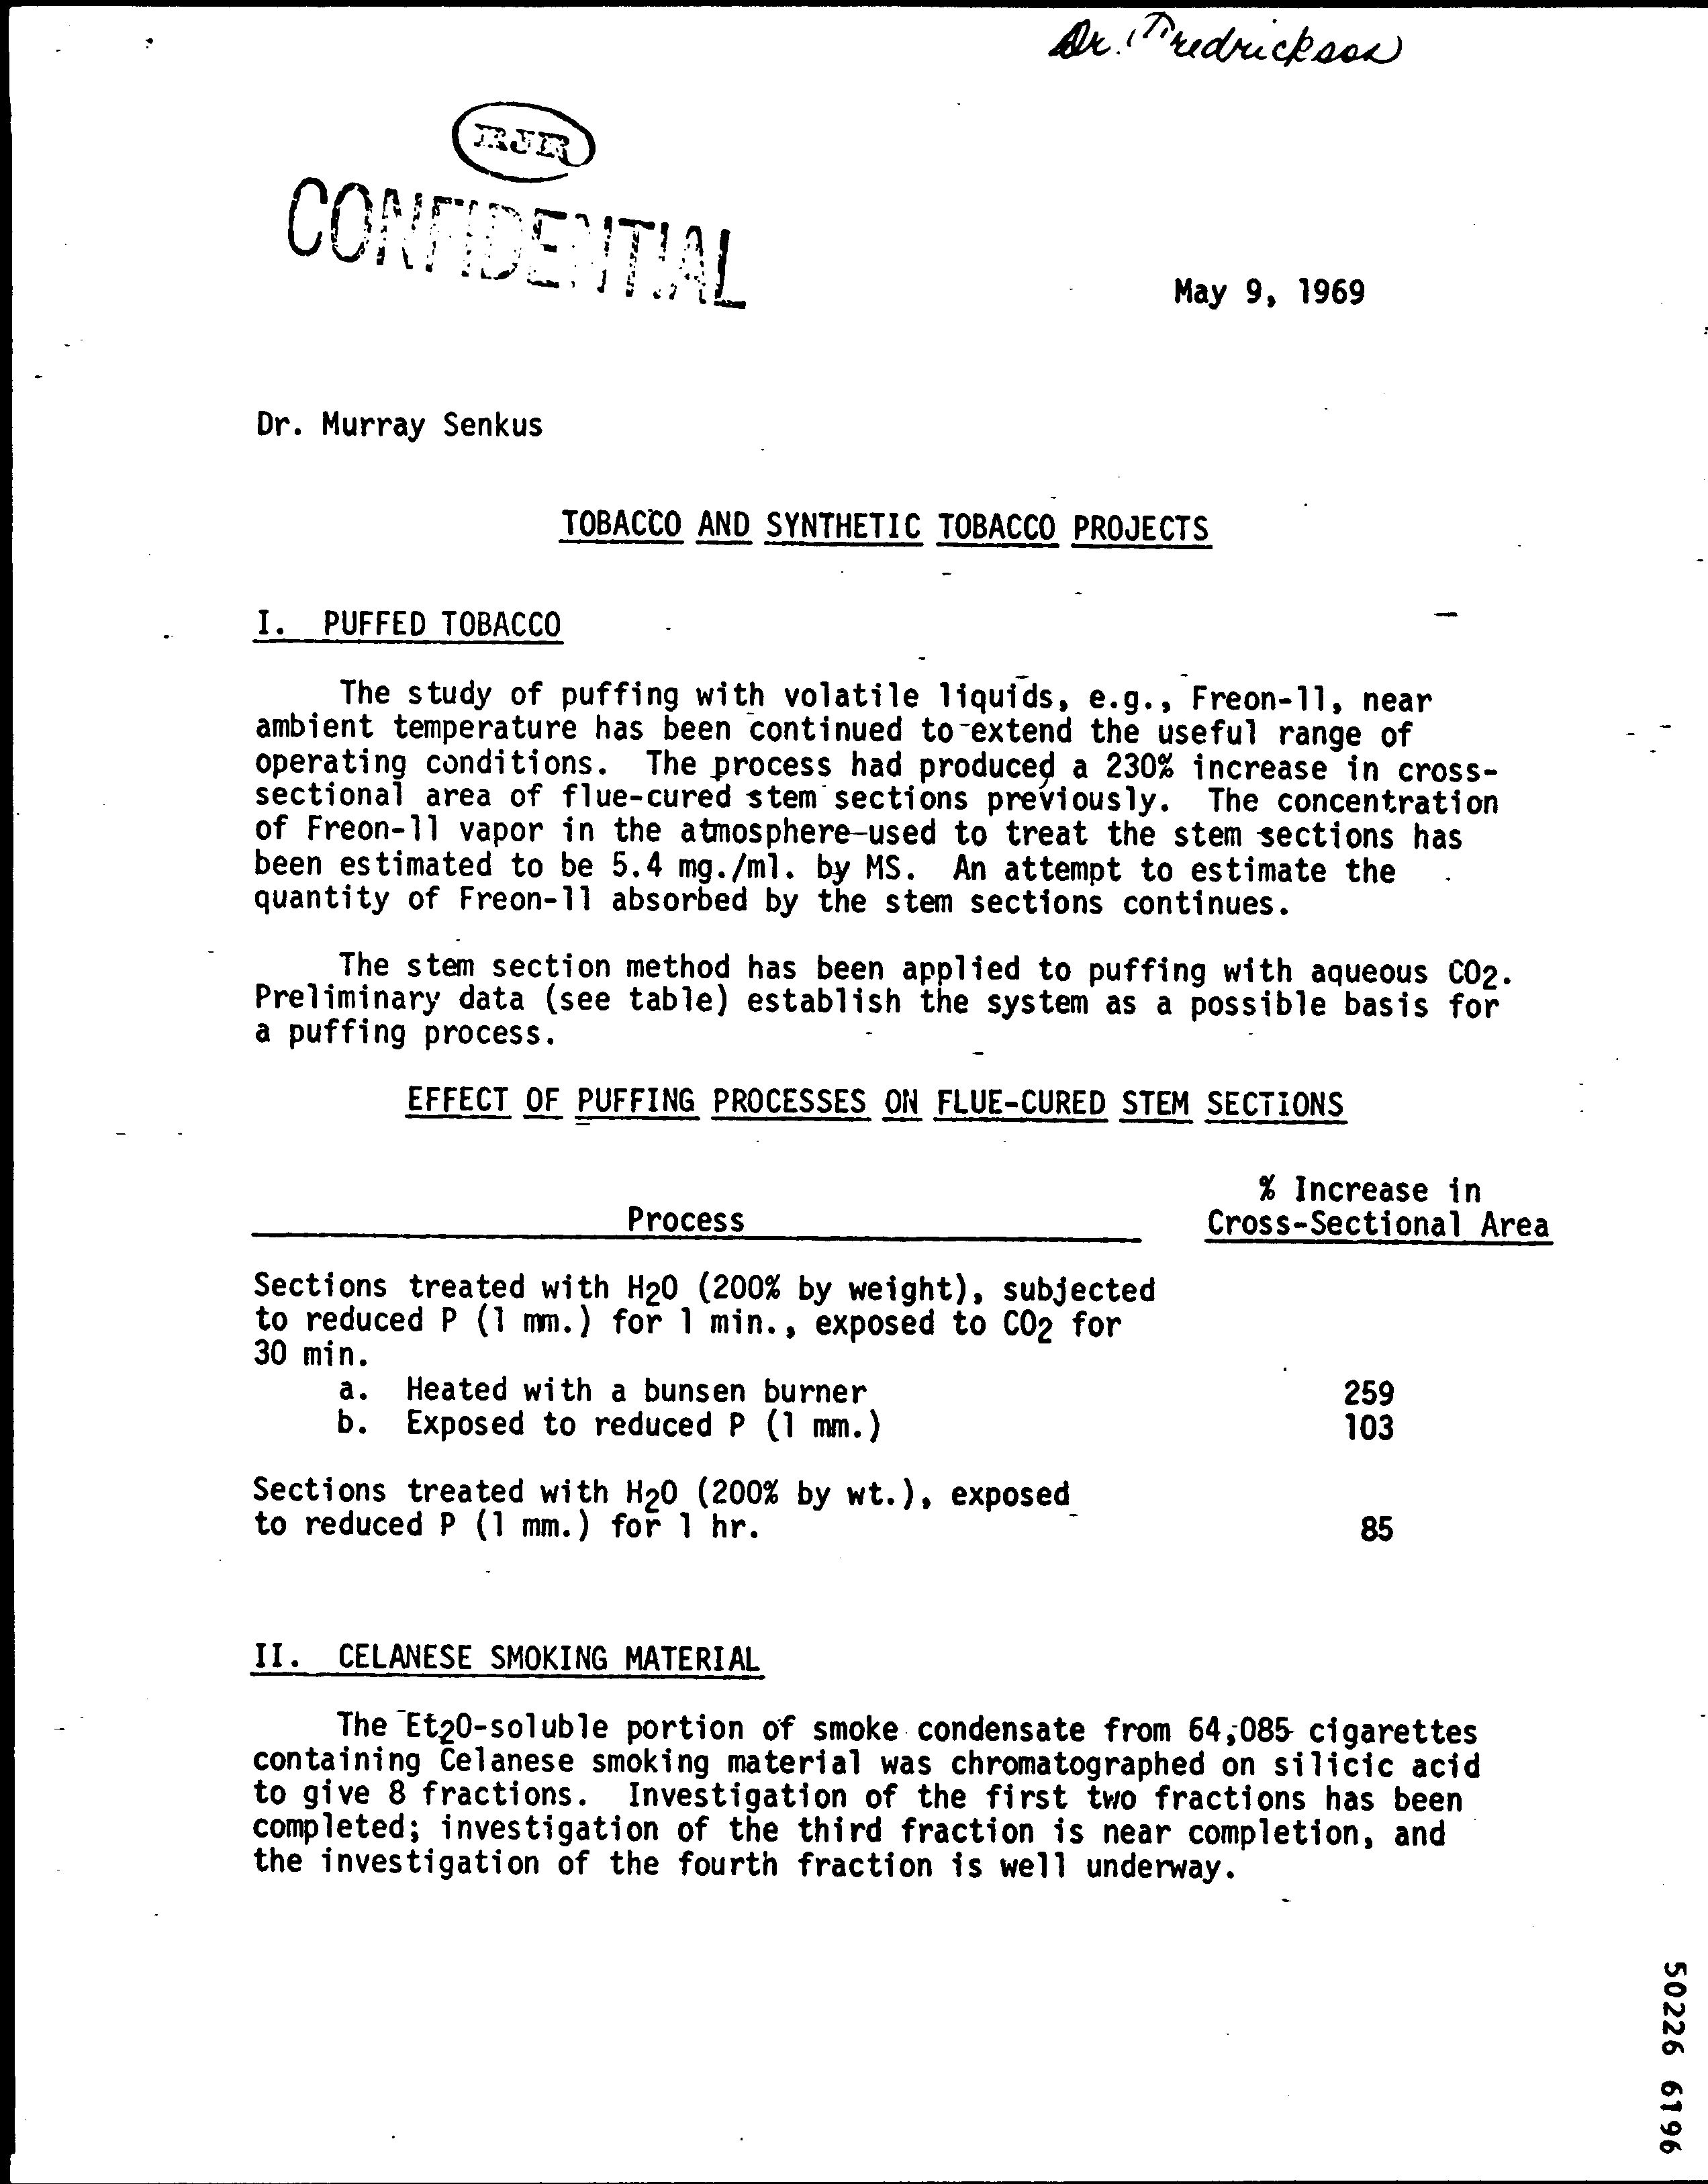 Dr. Fredrickson
RJR
CONFIDENTIAL
May 9, 1969
Dr. Murray Senkus
TOBACCO AND SYNTHETIC TOBACCO PROJECTS
I. PUFFED TOBACCO
The study of puffing with volatile liquids, e.g., Freon-11, near
ambient temperature has been continued to extend the useful range of
operating conditions. The process had produced a 230% increase in cross-
sectional area of flue-cured stem sections previously. The concentration
of Freon-11 vapor in the atmosphere used to treat the stem sections has
been estimated to be 5.4 mg./ml. by MS. An attempt to estimate the
quantity of Freon-11 absorbed by the stem sections continues.
The stem section method has been applied to puffing with aqueous CO2.
Preliminary data (see table) establish the system as a possible basis for
a puffing process.
EFFECT OF PUFFING PROCESSES ON FLUE-CURED STEM SECTIONS
% Increase in
Process Cross-Sectional Area
Sections treated with H2O (200% by weight), subjected
to reduced P (1 mm.) for 1 min., exposed to CO2 for
30 min.
a. Heated with a bunsen burner 259
b. Exposed to reduced P (1 mm.) 103
Sections treated with H2O (200% by wt.), exposed
to reduced P (1 mm.) for 1 hr. 85
II. CELANESE SMOKING MATERIAL
The Et2O-soluble portion of smoke condensate from 64,085 cigarettes
containing Celanese smoking material was chromatographed on silicic acid
to give 8 fractions. Investigation of the first two fractions has been
completed; investigation of the third fraction is near completion, and
the investigation of the fourth fraction is well underway.
50226 6196